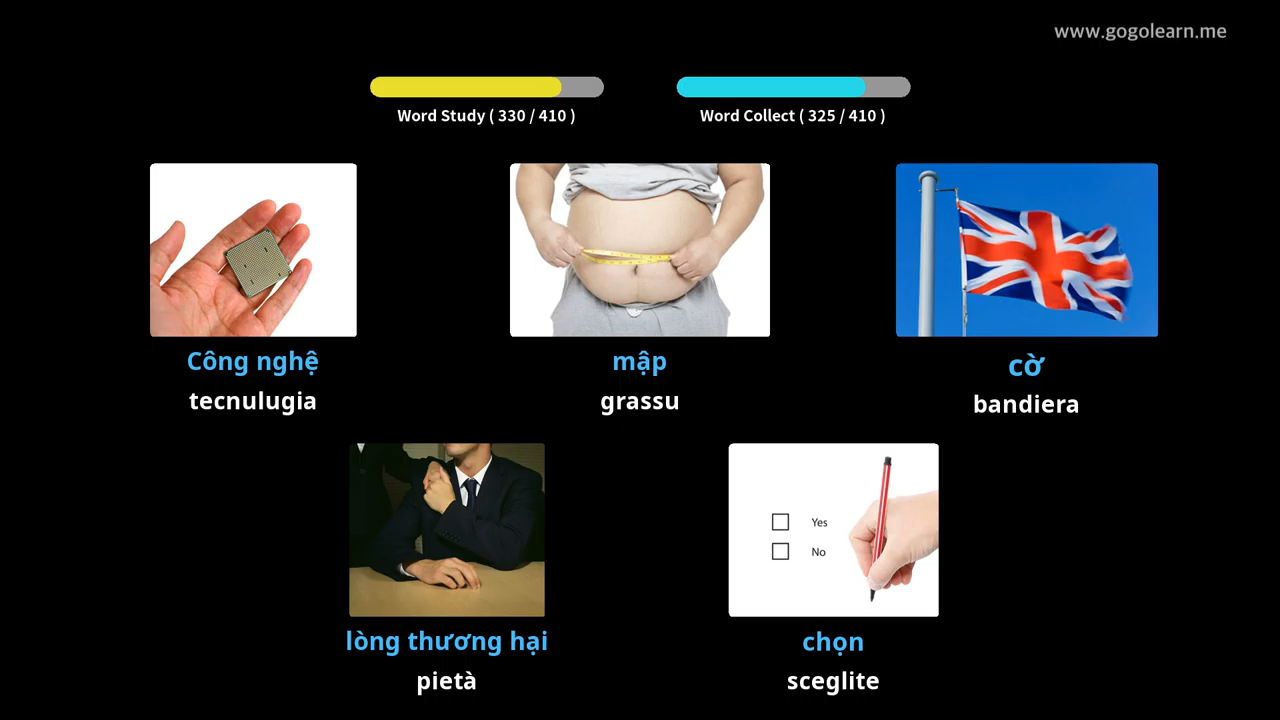 www.gogolearn.me
Word Study ( 330 / 410 )
Word Collect ( 325 / 410 )
Công nghệ
tecnulugia
mập
grassu
cờ
bandiera
Yes
No
lòng thương hại
pietà
chọn
sceglite